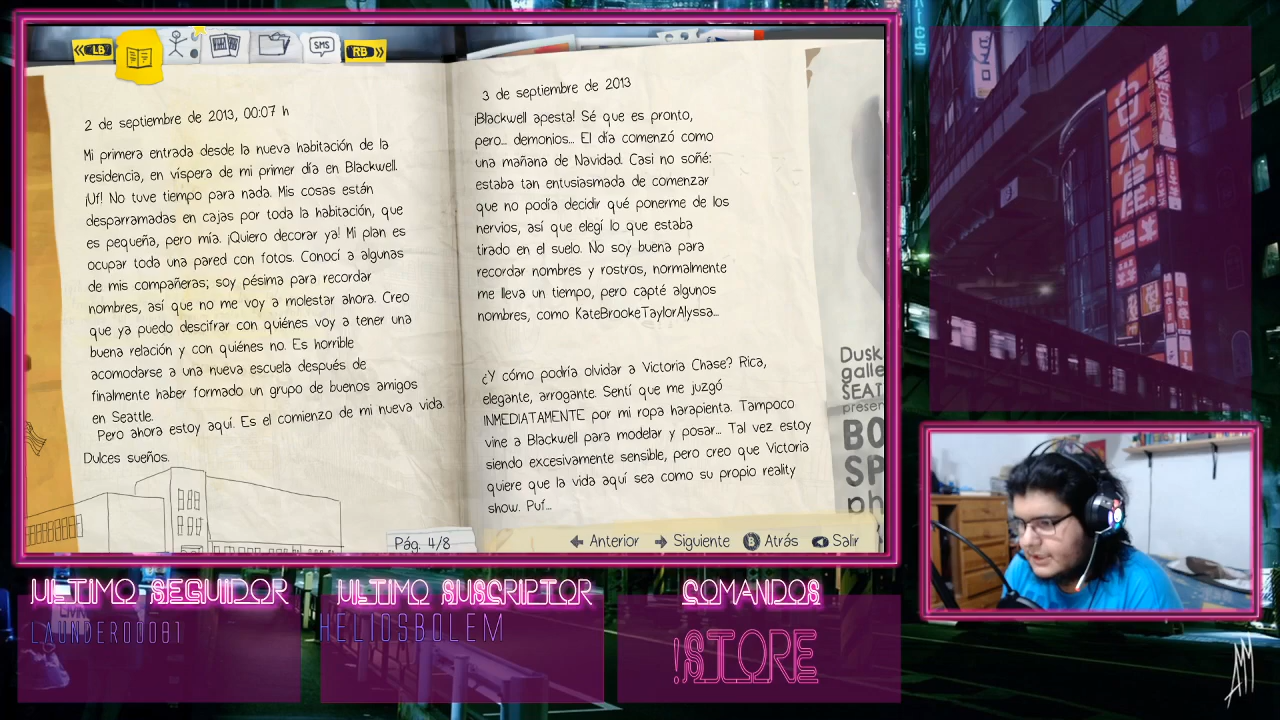 LB
SMS
RB
2 de septiembre de 2013, 00:07 h
Mi primera entrada desde la nueva habitación de la
residencia, en víspera de mi primer día en Blackwell.
¡Uf! No tuve tiempo para nada. Mis cosas están
desparramadas en cajas por toda la habitación, que
es pequeña, pero mía. ¡Quiero decorar ya! Mi plan es
ocupar toda una pared con fotos. Conocí a algunas
de mis compañeras; soy pésima para recordar
nombres, así que no me voy a molestar ahora. Creo
que ya puedo descifrar con quiénes voy a tener una
buena relación y con quiénes no. Es horrible
acomodarse a una nueva escuela después de
finalmente haber formado un grupo de buenos amigos
en Seattle.
Pero ahora estoy aquí. Es el comienzo de mi nueva vida.
Dulces sueños.
3 de septiembre de 2013
¡Blackwell apesta! Sé que es pronto,
pero... demonios... El día comenzó como
una mañana de Navidad. Casi no soñé:
estaba tan entusiasmada de comenzar
que no podía decidir qué ponerme de los
nervios, así que elegí lo que estaba
tirado en el suelo. No soy buena para
recordar nombres y rostros, normalmente
me lleva un tiempo, pero capté algunos
nombres, como KateBrookeTaylorAlyssa...
¿Y cómo podría olvidar a Victoria Chase? Rica,
elegante, arrogante. Sentí que me juzgó
INMEDIATAMENTE por mi ropa harapienta. Tampoco
vine a Blackwell para modelar y posar... Tal vez estoy
siendo excesivamente sensible, pero creo que Victoria
quiere que la vida aquí sea como su propio reality
show. Puf...
Dusk
galle
SEAT
presen
BO
SP
ph
Pág. 4/8
Anterior
Siguiente
B Atrás
Salir
ULTIMO SEGUIDOR
LAUNDER00081
ULTIMO SUSCRIPTOR
HELIOSBOLEM
COMANDOS
!STORE